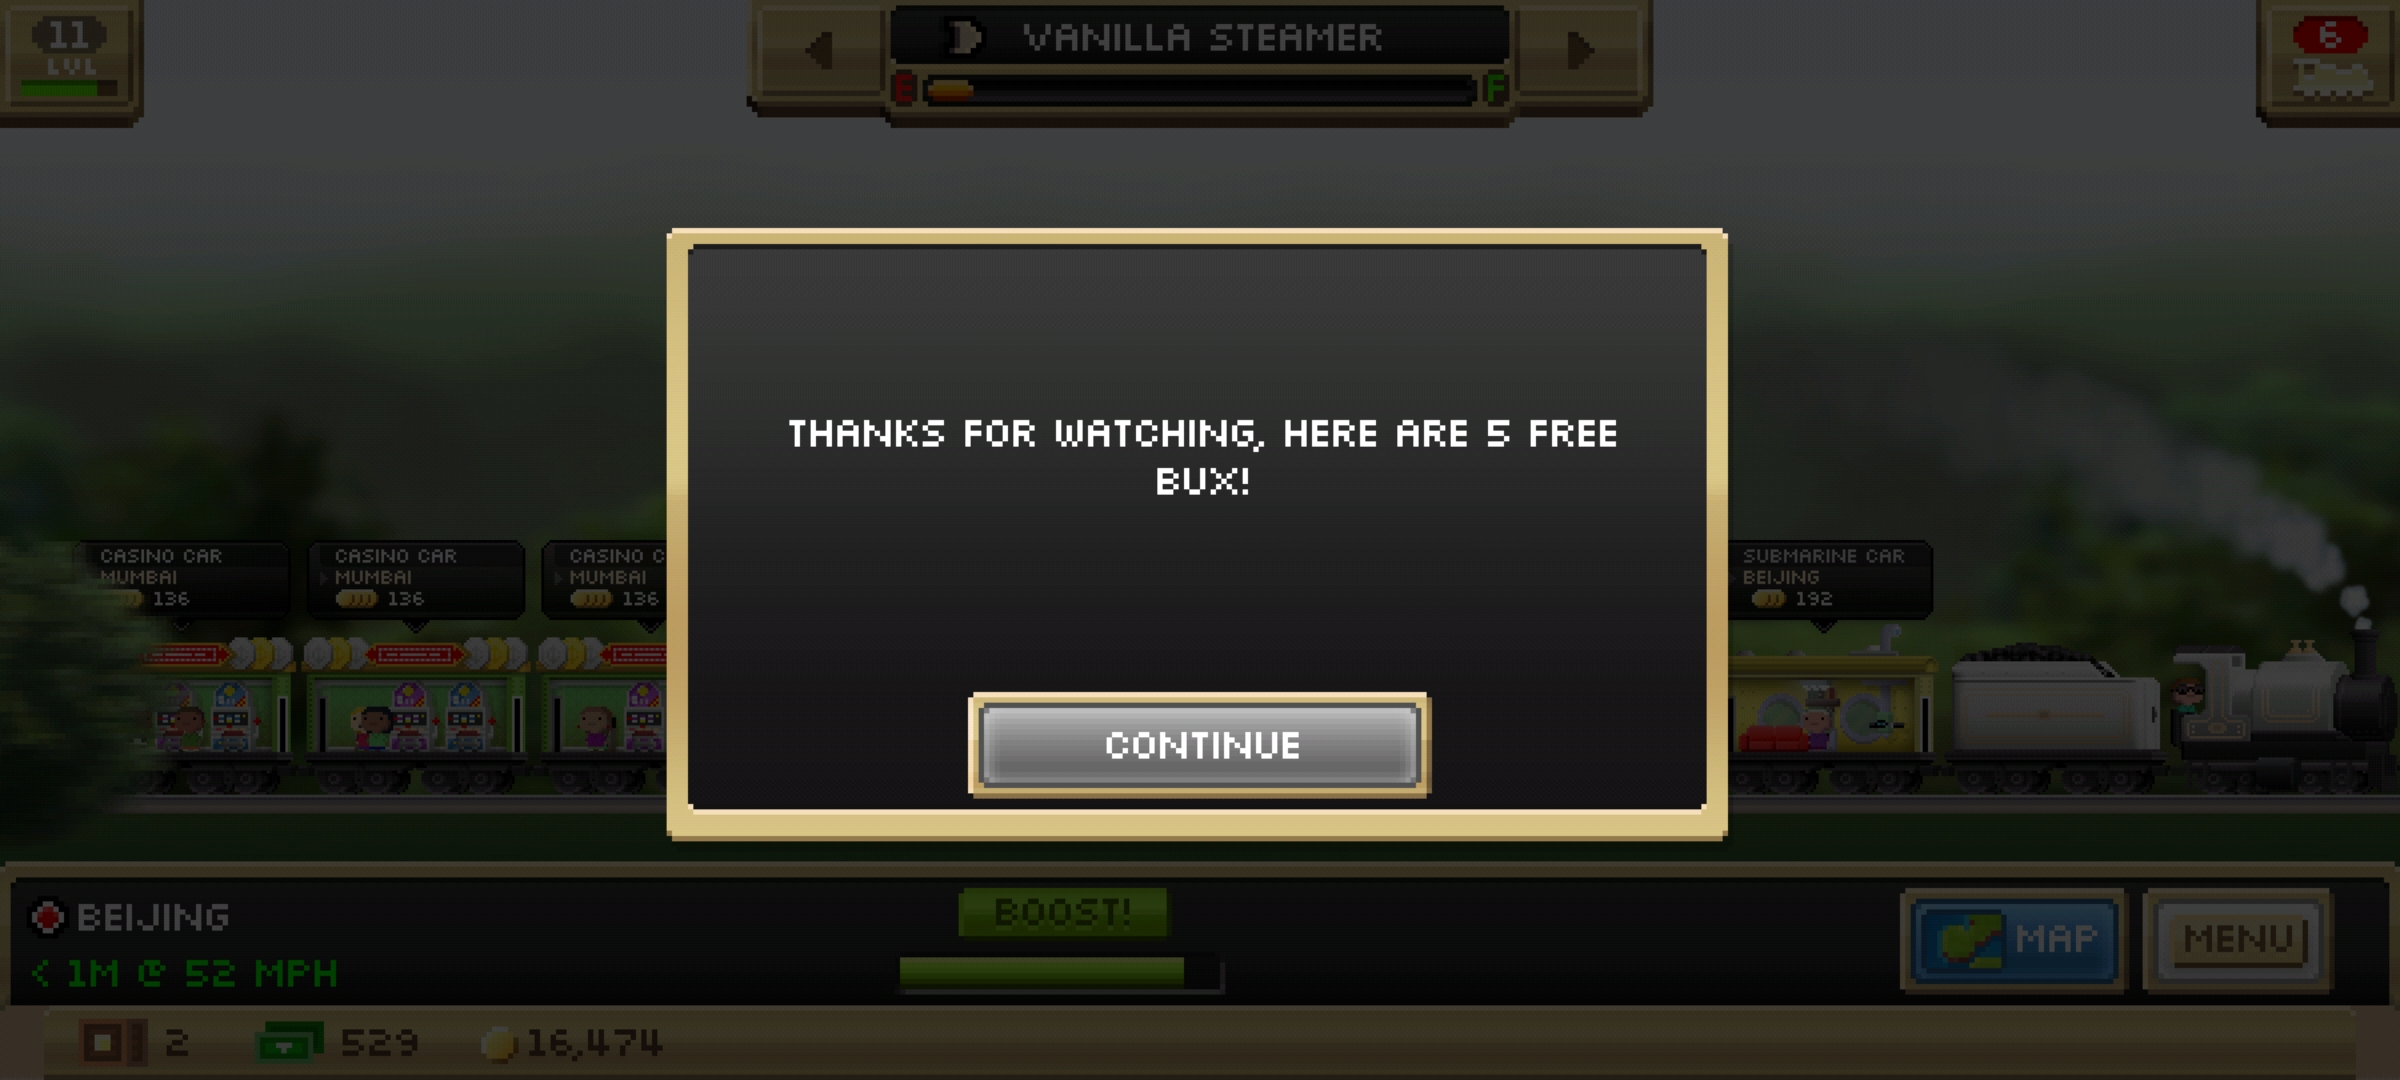 11
LVL
VANILLA STEAMER
E
F
6
THANKS FOR WATCHING, HERE ARE 5 FREE
BUX!
CASINO CAR
MUMBAI
136
CASINO CAR
MUMBAI
136
CASINO C
MUMBAI
136
SUBMARINE CAR
BEIJING
192
CONTINUE
BEIJING
< 1M @ 52 MPH
BOOST!
MAP
MENU
2
529
16,474